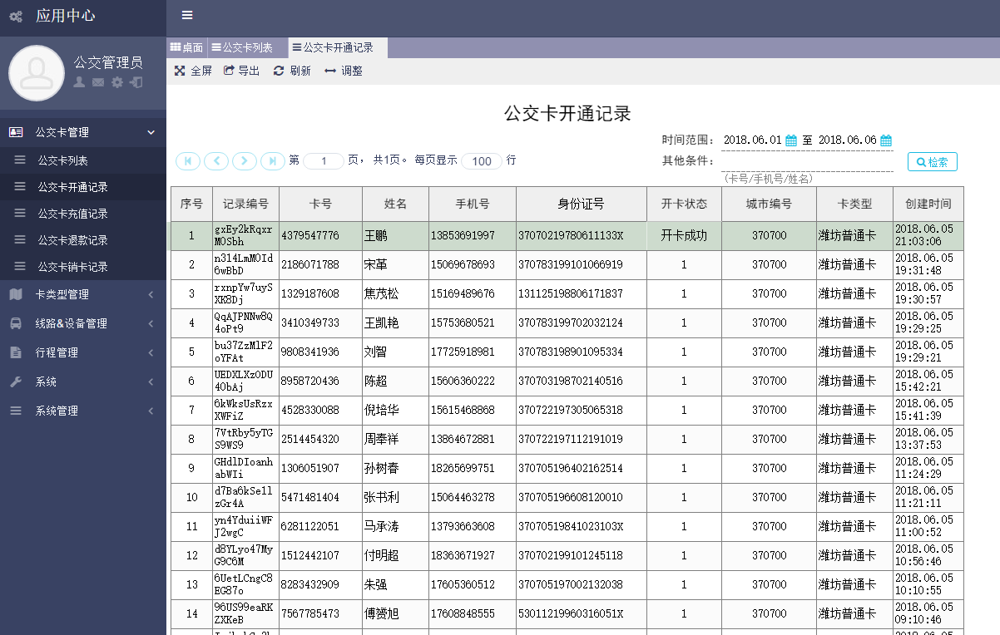 应用中心
公交管理员
公交卡管理
公交卡列表
公交卡开通记录
公交卡充值记录
公交卡退款记录
公交卡销卡记录
卡类型管理
线路&设备管理
行程管理
系统
系统管理
桌面 公交卡列表 公交卡开通记录
全屏 导出 刷新 调整
公交卡开通记录
时间范围： 2018.06.01 至 2018.06.06
第 1 页， 共1页。 每页显示 100 行
其他条件： 检索
(卡号/手机号/姓名)
序号 记录编号 卡号 姓名 手机号 身份证号 开卡状态 城市编号 卡类型 创建时间
1 gxEy2kRqxrMOSbh 4379547776 王鹏 13853691997 37070219780611132X 开卡成功 370700 潍坊普通卡 2018.06.05 21:03:06
2 n314LmMOId6wBbD 2186071788 宋革 15069678693 370783199101066919 1 370700 潍坊普通卡 2018.06.05 19:31:48
3 rxnpYw7uySXK8Dj 1329187608 焦茂松 15169489676 131125198806171837 1 370700 潍坊普通卡 2018.06.05 19:30:57
4 QqAJPNNw8Q4oPt9 3410349733 王凯艳 15753680521 370783199702032124 1 370700 潍坊普通卡 2018.06.05 19:29:25
5 bu37ZzMlF2oYFAt 9808341936 刘智 17725918981 370783198901095334 1 370700 潍坊普通卡 2018.06.05 19:29:21
6 UEDXLXzODU40bAj 8958720436 陈超 15606360222 370703198702140516 1 370700 潍坊普通卡 2018.06.05 15:42:21
7 6kWksUsRzxXWFiZ 4528330088 倪培华 15615468868 370722197303010318 1 370700 潍坊普通卡 2018.06.05 15:41:39
8 7VtRby5yTGS9WS9 2514454320 周奉祥 13864672881 370722197112191019 1 370700 潍坊普通卡 2018.06.05 13:37:53
9 GHdlDIoanhabWIi 1306051907 孙树春 18265699751 370705196402162514 1 370700 潍坊普通卡 2018.06.05 11:24:29
10 d7Ba6kSellzGr4A 5471481404 张书利 15064463278 370705196608120010 1 370700 潍坊普通卡 2018.06.05 11:21:11
11 yn4YduiiWFJ2wgC 6281122051 马承涛 13793663608 37070519841023103X 1 370700 潍坊普通卡 2018.06.05 11:00:52
12 d8YLyo47MyG9C6M 1512442107 付明超 18363671927 370702199101245118 1 370700 潍坊普通卡 2018.06.05 10:56:46
13 6UetLCngC8EG87o 8283432909 朱强 17605360512 370705197002132038 1 370700 潍坊普通卡 2018.06.05 10:10:55
14 96US99eaRKZXKeB 7567785473 傅赟旭 17608848555 53011219960316051X 1 370700 潍坊普通卡 2018.06.05 09:10:46